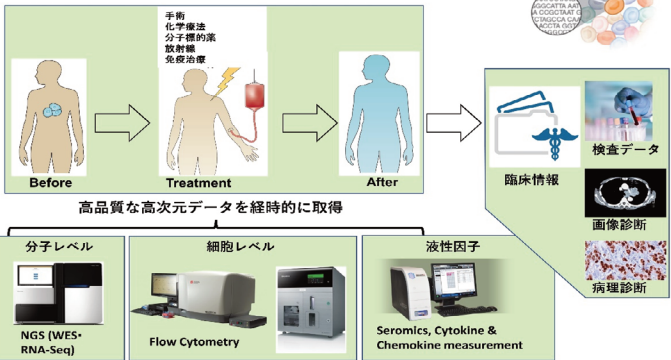 GGGCATTA AAT
A CCGCTAAT G
手術
化学療法
分子標的薬
放射線
免疫治療
Before
Treatment
After
臨床情報
検査データ
画像診断
病理診断
高品質な高次元データを経時的に取得
分子レベル
NGS (WES・
RNA-Seq)
細胞レベル
Flow Cytometry
液性因子
Seromics, Cytokine &
Chemokine measurement